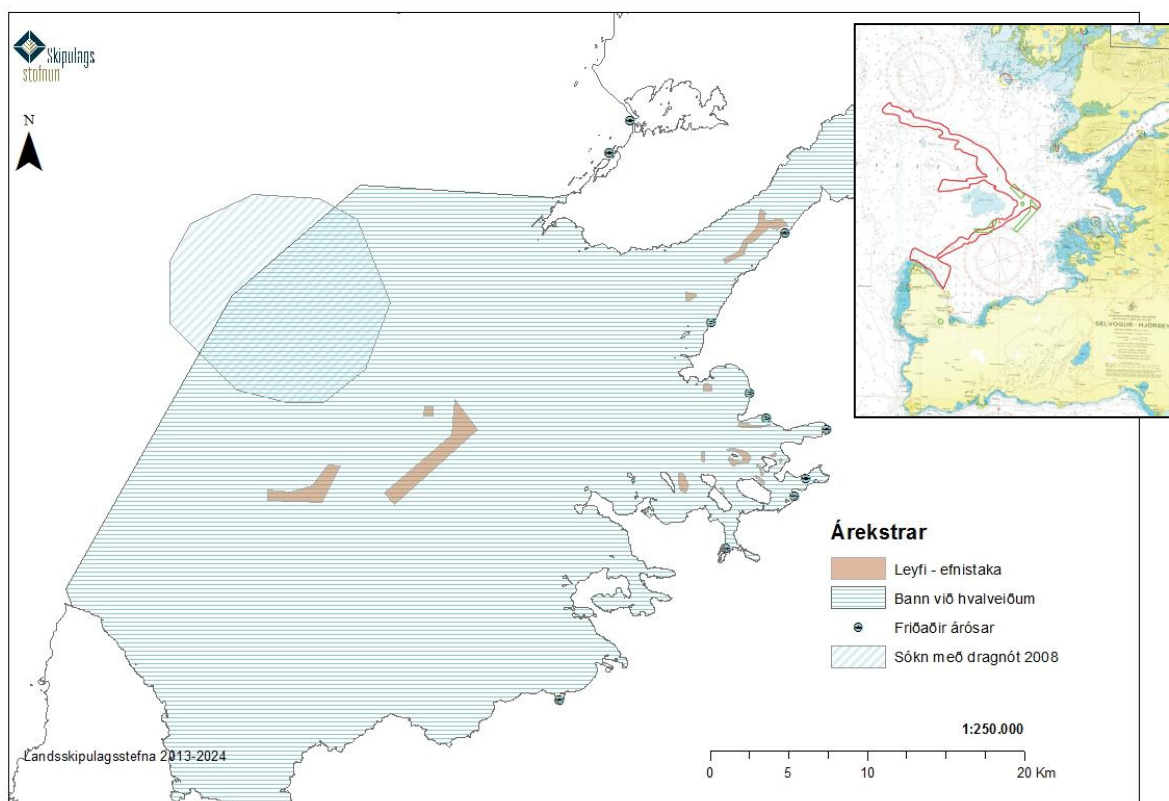 Skipulags
stofnun
N
SELVOGUR - HJÖRSEY
Árekstrar
Leyfi - efnistaka
Bann við hvalveiðum
Friðaðir árósar
Sókn með dragnót 2008
1:250.000
0 5 10 20 Km
Landsskipulagsstefna 2013-2024